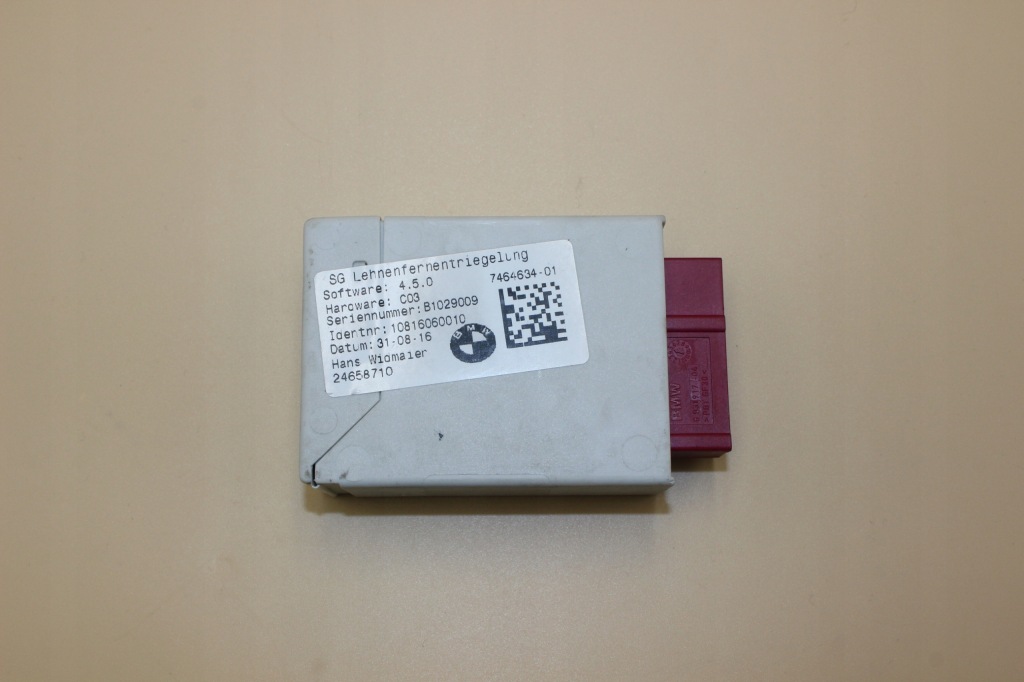 SG Lehnenfernentriegelung
Software: 4.5.0
7464634-01
Hardware: C03
Seriennummer:B1029009
Identnr:10816060010
Datum:31-08-16
BMW
Hans Widmaier
24658710
BMW